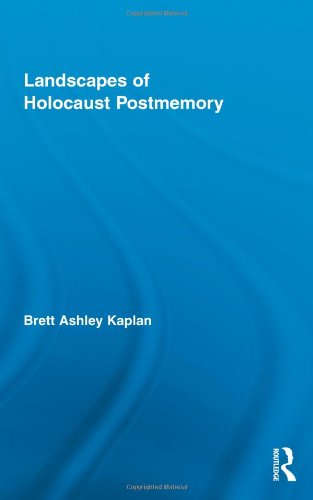 Landscapes of
Holocaust Postmemory
Brett Ashley Kaplan
ROUTLEDGE